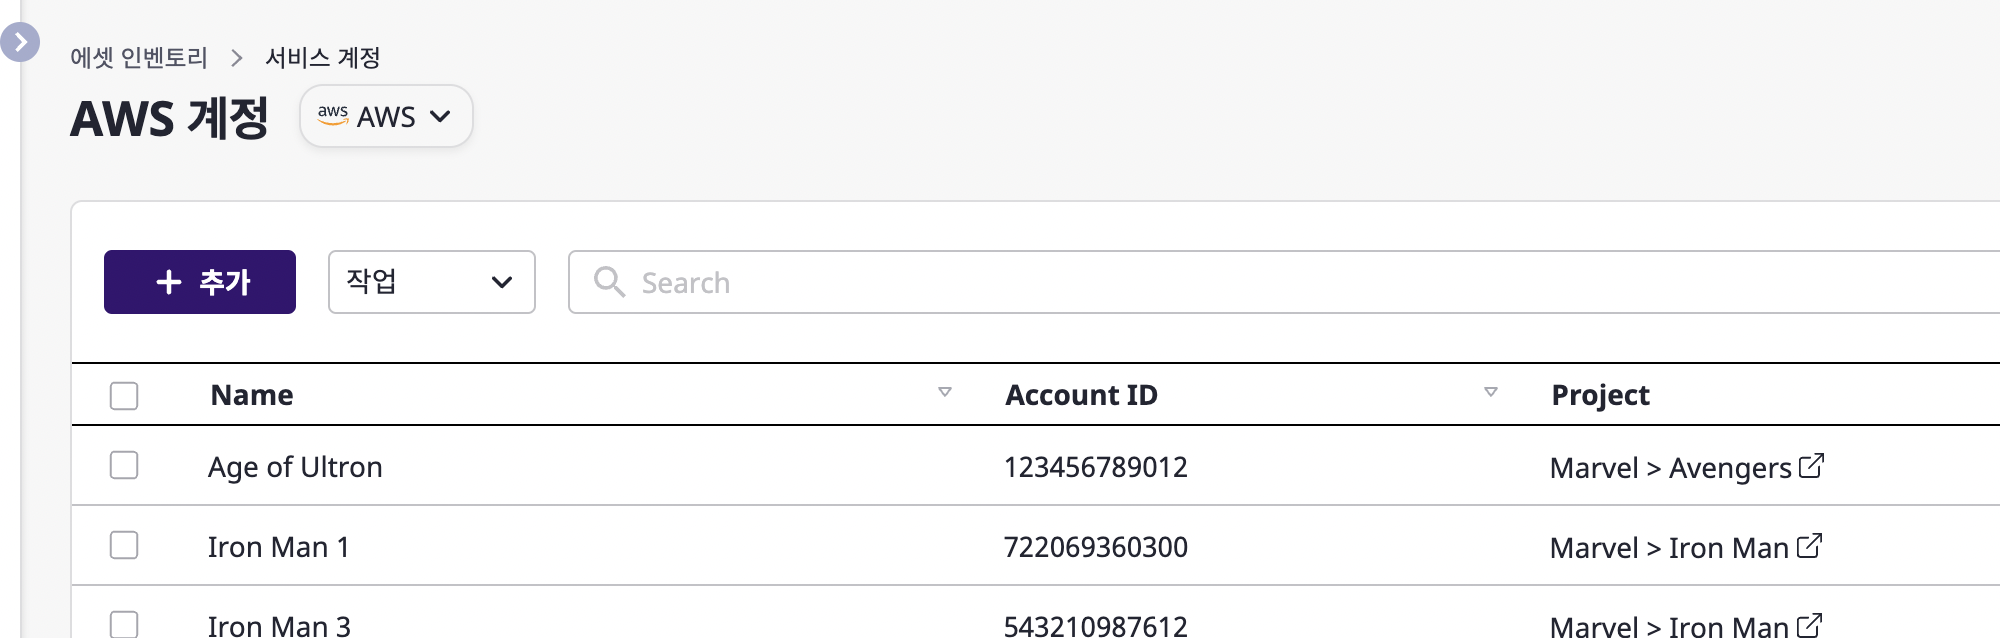 에셋 인벤토리 > 서비스 계정
AWS 계정 aws AWS
+ 추가 작업 Search
Name Account ID Project
Age of Ultron 123456789012 Marvel > Avengers
Iron Man 1 722069360300 Marvel > Iron Man
Iron Man 3 543210987612 Marvel > Iron Man